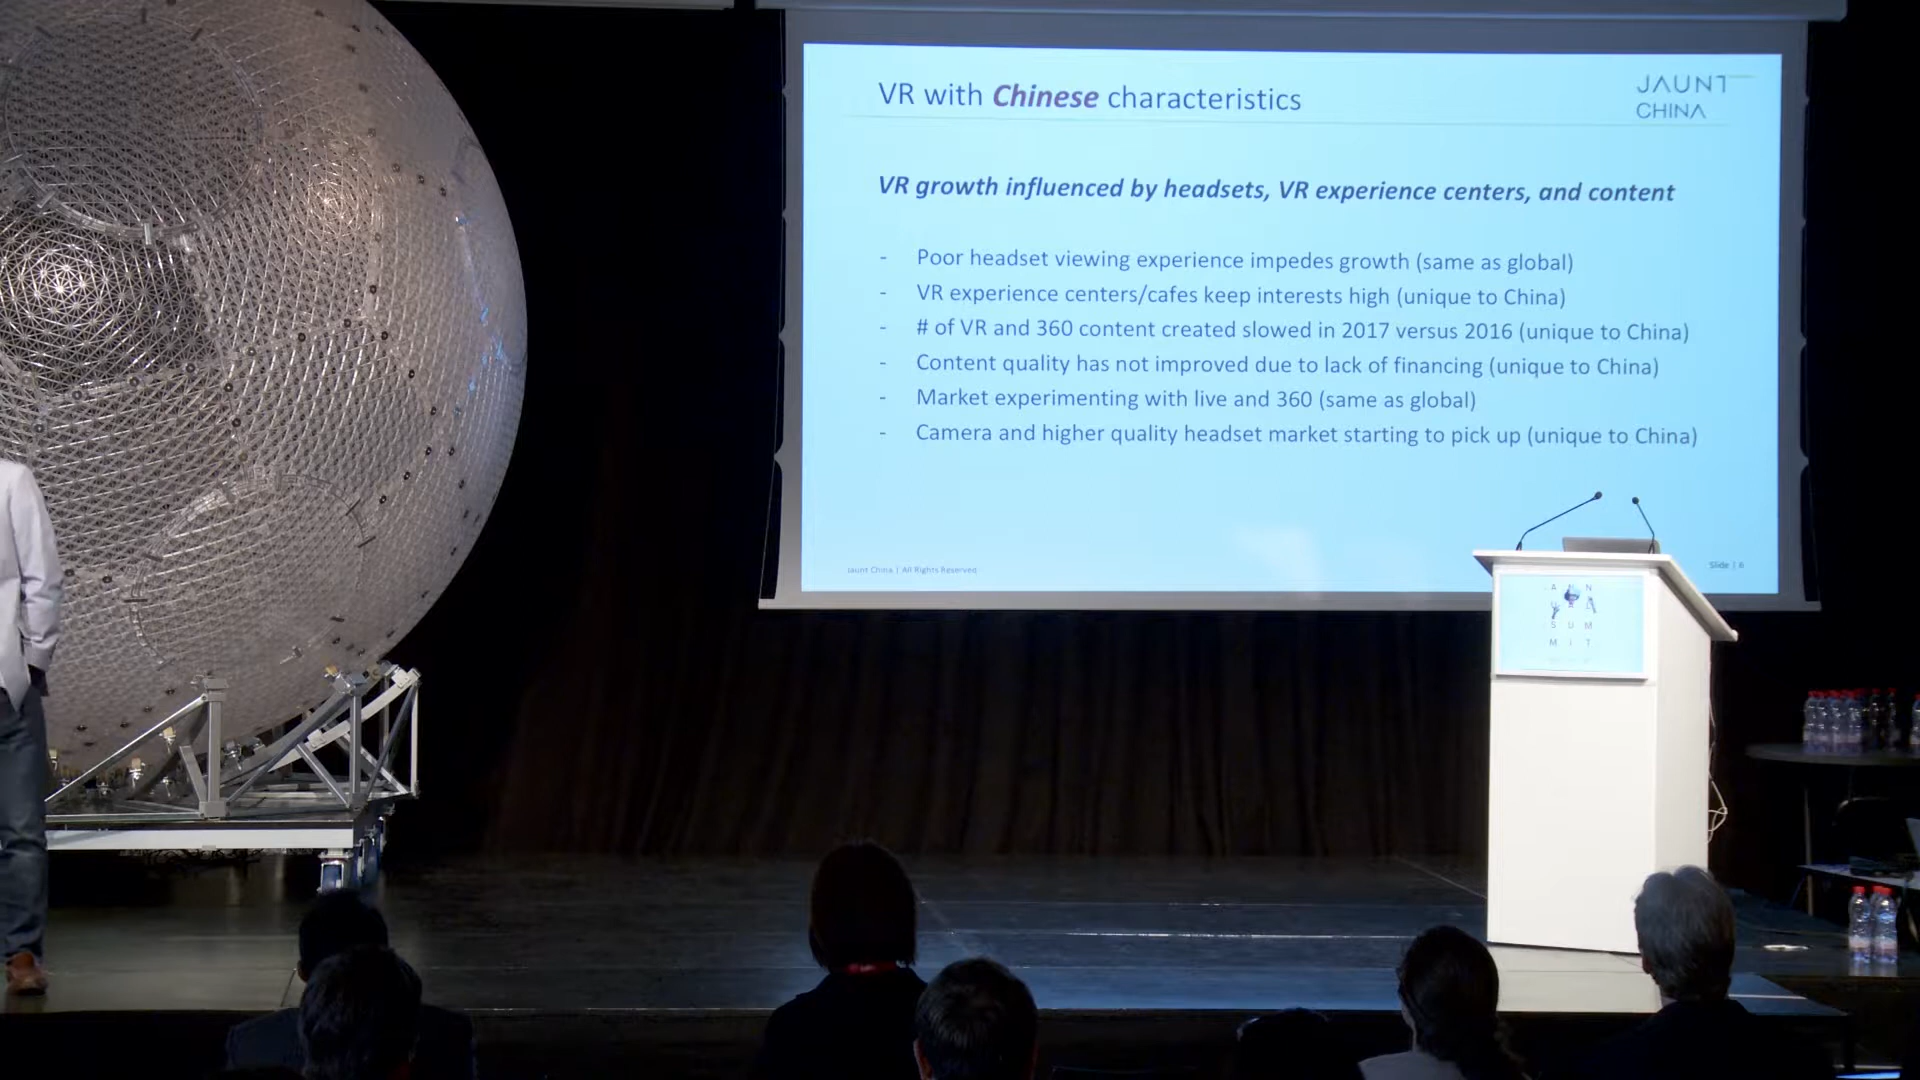 VR with Chinese characteristics
JAUNT
CHINA
VR growth influenced by headsets, VR experience centers, and content
- Poor headset viewing experience impedes growth (same as global)
- VR experience centers/cafes keep interests high (unique to China)
- # of VR and 360 content created slowed in 2017 versus 2016 (unique to China)
- Content quality has not improved due to lack of financing (unique to China)
- Market experimenting with live and 360 (same as global)
- Camera and higher quality headset market starting to pick up (unique to China)
Jaunt China | All Rights Reserved
Slide | 6
ANN
UAL
SUM
MIT